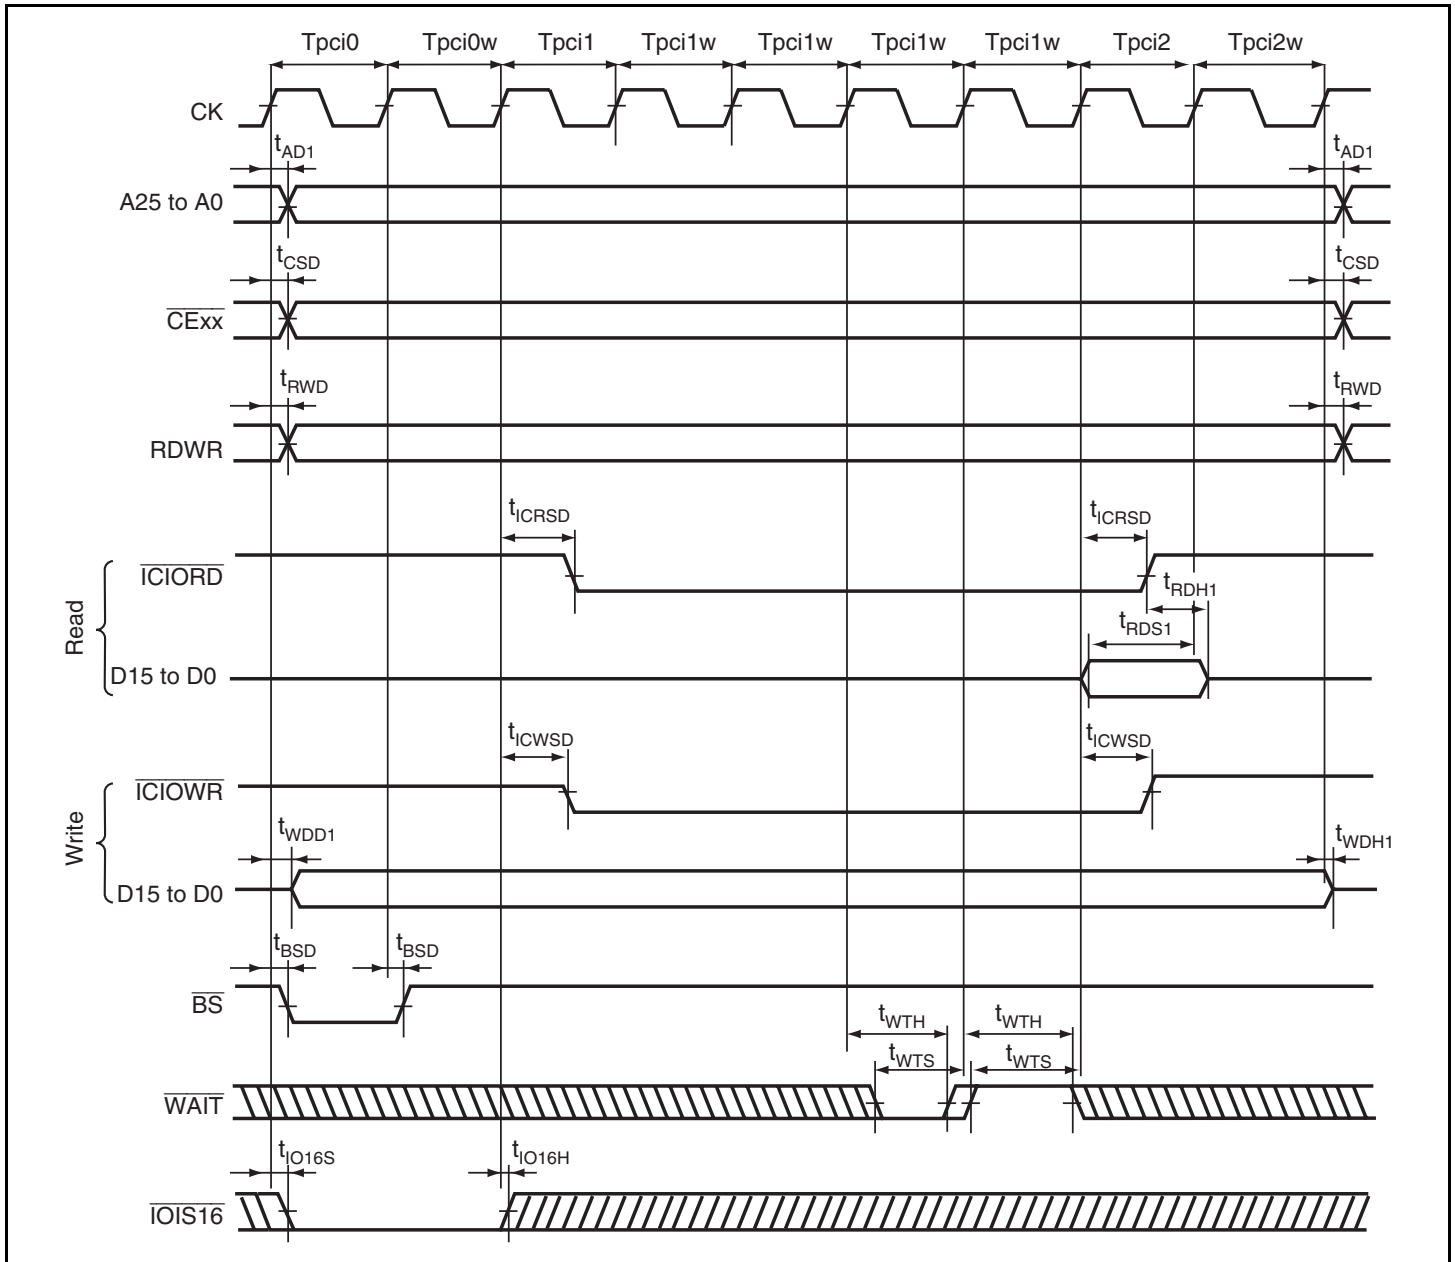 Tpci0 Tpci0w Tpci1 Tpci1w Tpci1w Tpci1w Tpci1w Tpci2 Tpci2w
CK
tAD1 tAD1
A25 to A0
tCSD tCSD
CExx
tRWD tRWD
RDWR
tICRSD tICRSD
Read
ICIORD
tRDH1
tRDS1
D15 to D0
tICWSD tICWSD
Write
ICIOWR
tWDD1 tWDH1
D15 to D0
tBSD tBSD
BS
tWTH tWTH
tWTS tWTS
WAIT
tIO16S tIO16H
IOIS16